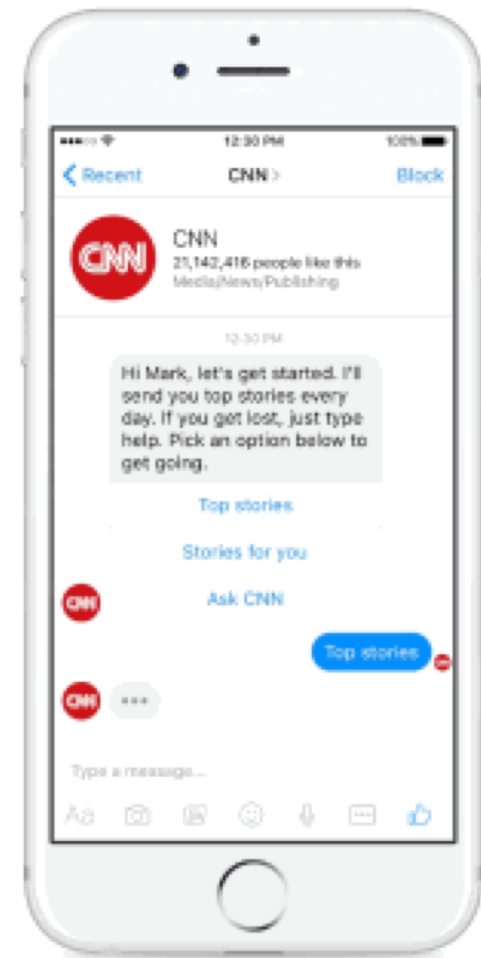 12:30 PM
100%
Recent
CNN
Block
CNN
CNN
21,142,416 people like this
Media/News/Publishing
12:30 PM
Hi Mark, let's get started. I'll
send you top stories every
day. If you get lost, just type
help. Pick an option below to
get going.
Top stories
Stories for you
CNN
Ask CNN
Top stories
CNN
Type a message...
Aa